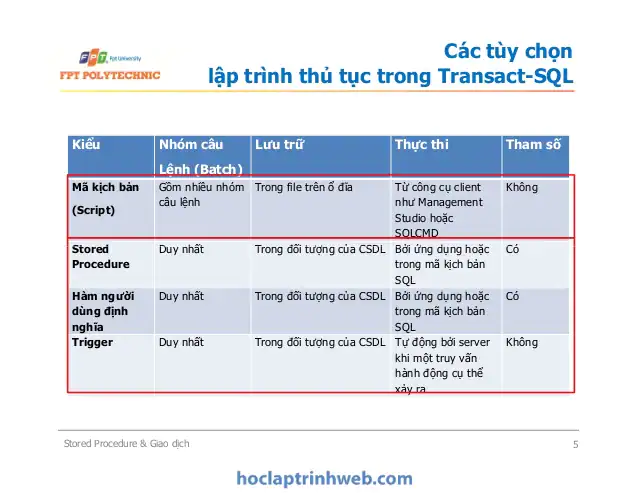 Các tùy chọn
lập trình thủ tục trong Transact-SQL
FPT Fpt University
FPT POLYTECHNIC
Kiểu Nhóm câu Lưu trữ Thực thi Tham số
Lệnh (Batch)
Mã kịch bản Gồm nhiều nhóm Trong file trên ổ đĩa Từ công cụ client Không
(Script) câu lệnh như Management
Studio hoặc
SQLCMD
Stored Duy nhất Trong đối tượng của CSDL Bởi ứng dụng hoặc Có
Procedure trong mã kịch bản
SQL
Hàm người Duy nhất Trong đối tượng của CSDL Bởi ứng dụng hoặc Có
dùng định trong mã kịch bản
nghĩa SQL
Trigger Duy nhất Trong đối tượng của CSDL Tự động bởi server Không
khi một truy vấn
hành động cụ thể
xảy ra
Stored Procedure & Giao dịch 5
hoclaptrinhweb.com